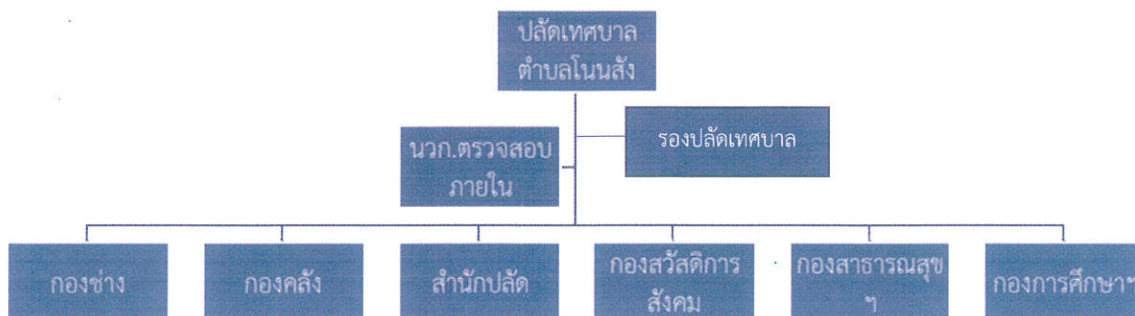 ปลัดเทศบาล
ตำบลโนนสัง
รองปลัดเทศบาล
นวก.ตรวจสอบ
ภายใน
กองช่าง
กองคลัง
สำนักปลัด
กองสวัสดิการ
สังคม
กองสาธารณสุข
ฯ
กองการศึกษาฯ